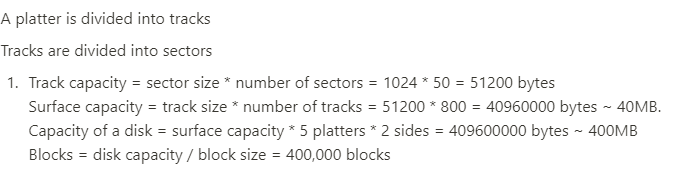 A platter is divided into tracks
Tracks are divided into sectors
1. Track capacity = sector size * number of sectors = 1024 * 50 = 51200 bytes
Surface capacity = track size * number of tracks = 51200 * 800 = 40960000 bytes ~ 40MB.
Capacity of a disk = surface capacity * 5 platters * 2 sides = 409600000 bytes ~ 400MB
Blocks = disk capacity / block size = 400,000 blocks